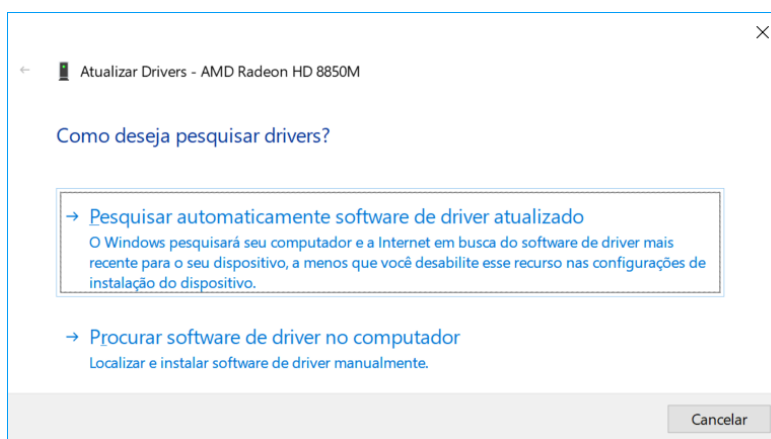 Atualizar Drivers - AMD Radeon HD 8850M
Como deseja pesquisar drivers?
→ Pesquisar automaticamente software de driver atualizado
O Windows pesquisará seu computador e a Internet em busca do software de driver mais
recente para o seu dispositivo, a menos que você desabilite esse recurso nas configurações de
instalação do dispositivo.
→ Procurar software de driver no computador
Localizar e instalar software de driver manualmente.
Cancelar